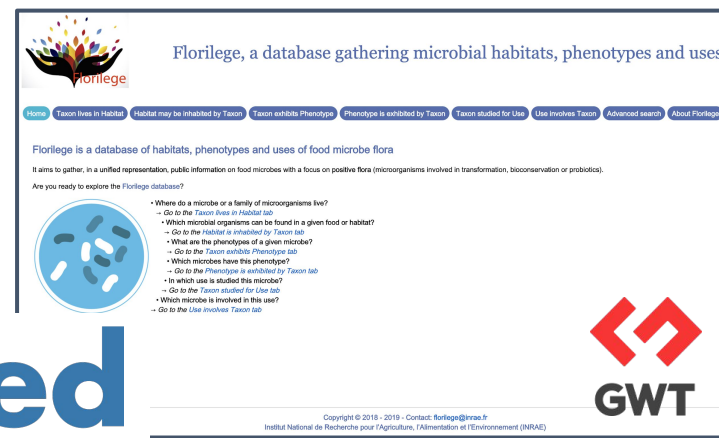 Florilege
Florilege, a database gathering microbial habitats, phenotypes and uses
Home Taxon lives in Habitat Habitat may be inhabited by Taxon Taxon exhibits Phenotype Phenotype is exhibited by Taxon Taxon studied for Use Use involves Taxon Advanced search About Florilege
Florilege is a database of habitats, phenotypes and uses of food microbe flora
It aims to gather, in a unified representation, public information on food microbes with a focus on positive flora (microorganisms involved in transformation, bioconservation or probiotics).
Are you ready to explore the Florilege database?
• Where do a microbe or a family of microorganisms live?
→ Go to the Taxon lives in Habitat tab
• Which microbial organisms can be found in a given food or habitat?
→ Go to the Habitat is inhabited by Taxon tab
• What are the phenotypes of a given microbe?
→ Go to the Taxon exhibits Phenotype tab
• Which microbes have this phenotype?
→ Go to the Phenotype is exhibited by Taxon tab
• In which use is studied this microbe?
→ Go to the Taxon studied for Use tab
• Which microbe is involved in this use?
→ Go to the Use involves Taxon tab
ed
GWT
Copyright © 2018 - 2019 - Contact: florilege@inrae.fr
Institut National de Recherche pour l'Agriculture, l'Alimentation et l'Environnement (INRAE)